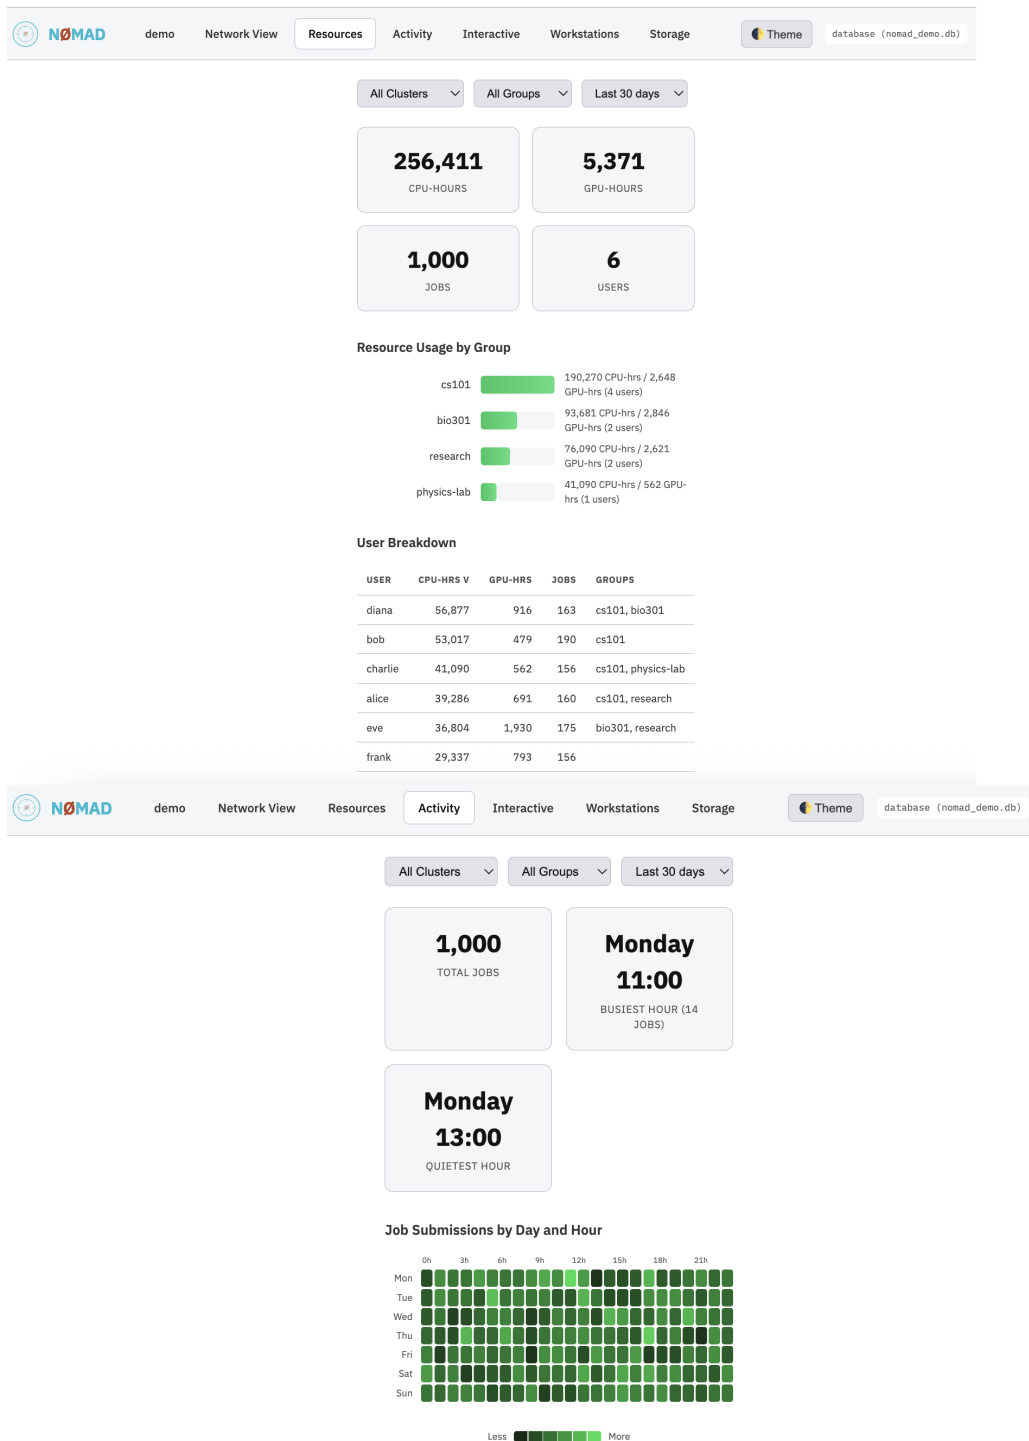 NØMAD demo Network View Resources Activity Interactive Workstations Storage Theme database (nomad_demo.db)
All Clusters All Groups Last 30 days
256,411
CPU-HOURS
5,371
GPU-HOURS
1,000
JOBS
6
USERS
Resource Usage by Group
cs101
190,270 CPU-hrs / 2,648
GPU-hrs (4 users)
bio301
93,681 CPU-hrs / 2,846
GPU-hrs (2 users)
research
76,090 CPU-hrs / 2,621
GPU-hrs (2 users)
physics-lab
41,090 CPU-hrs / 562 GPU-
hrs (1 users)
User Breakdown
USER CPU-HRS V GPU-HRS JOBS GROUPS
diana 56,877 916 163 cs101, bio301
bob 53,017 479 190 cs101
charlie 41,090 562 156 cs101, physics-lab
alice 39,286 691 160 cs101, research
eve 36,804 1,930 175 bio301, research
frank 29,337 793 156
NØMAD demo Network View Resources Activity Interactive Workstations Storage Theme database (nomad_demo.db)
All Clusters All Groups Last 30 days
1,000
TOTAL JOBS
Monday
11:00
BUSIEST HOUR (14
JOBS)
Monday
13:00
QUIETEST HOUR
Job Submissions by Day and Hour
0h 3h 6h 9h 12h 15h 18h 21h
Mon
Tue
Wed
Thu
Fri
Sat
Sun
Less More